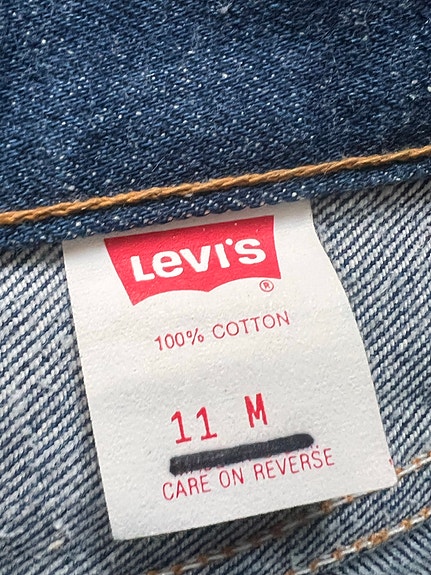 Levi's
®
100% COTTON
11 M
CARE ON REVERSE